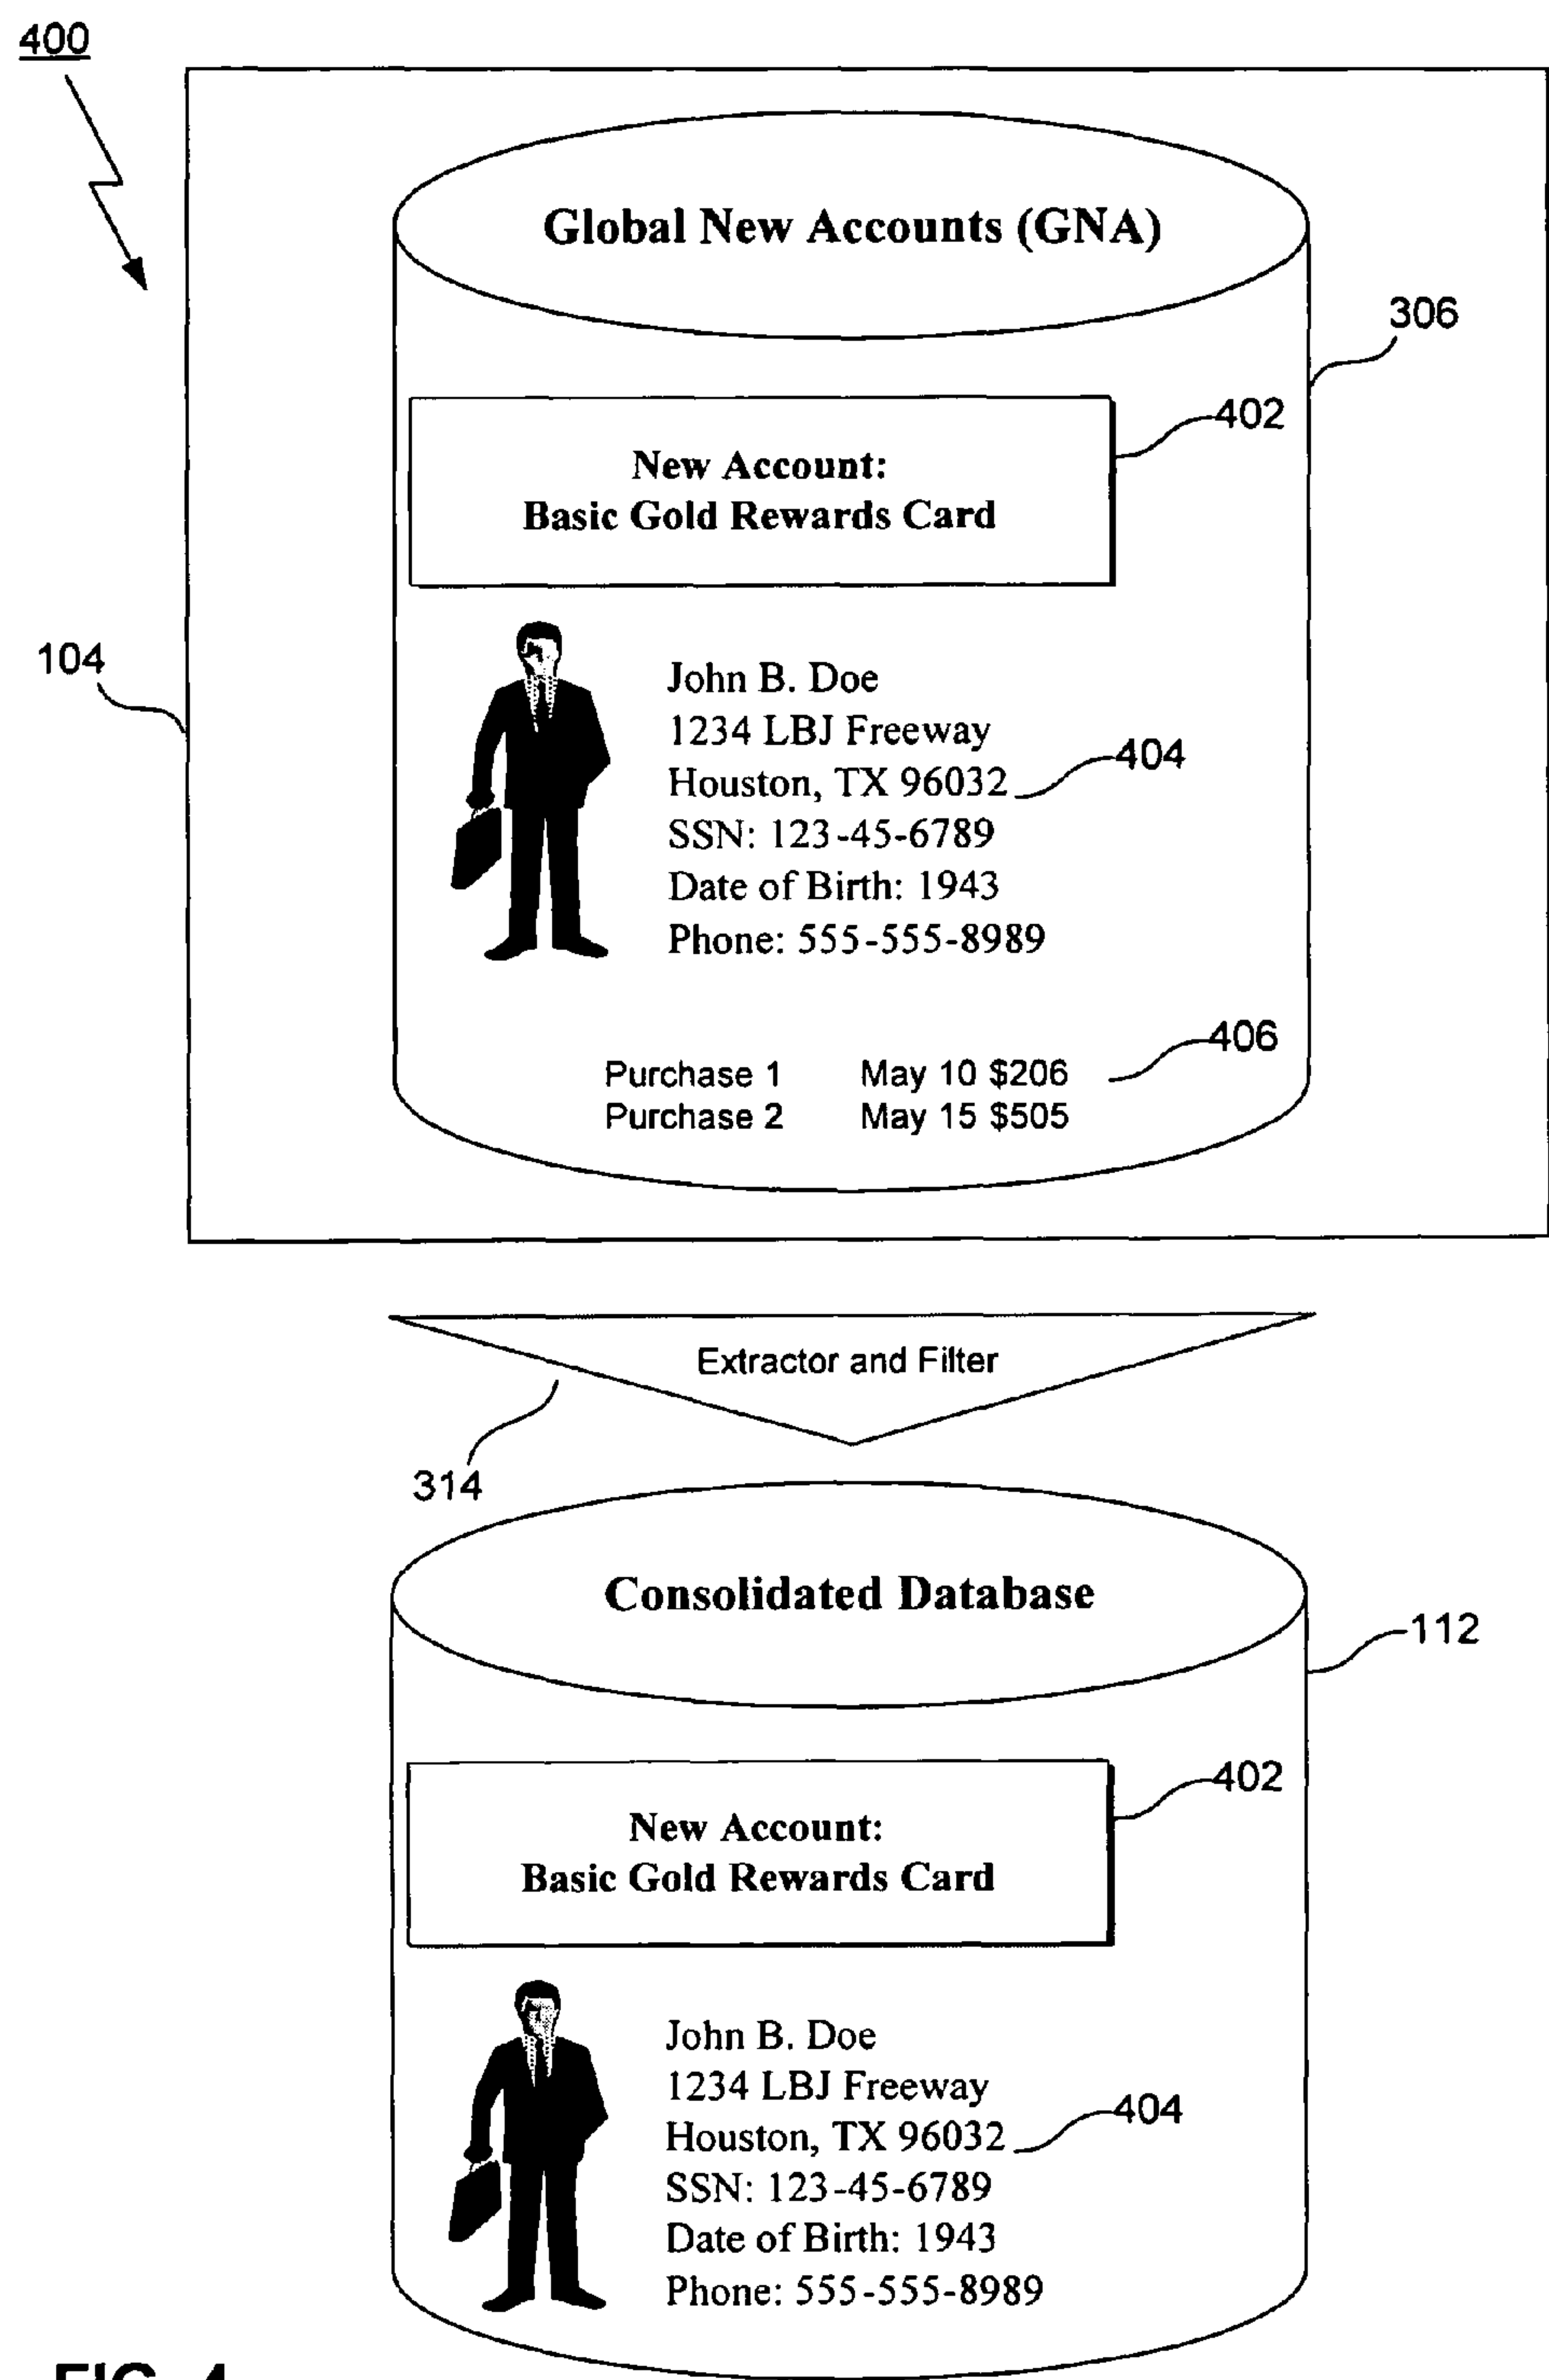 400
Global New Accounts (GNA)
306
402
New Account:
Basic Gold Rewards Card
104
John B. Doe
1234 LBJ Freeway
404
Houston, TX 96032
SSN: 123-45-6789
Date of Birth: 1943
Phone: 555-555-8989
406
Purchase 1 May 10 $206
Purchase 2 May 15 $505
Extractor and Filter
314
Consolidated Database
112
402
New Account:
Basic Gold Rewards Card
John B. Doe
1234 LBJ Freeway
404
Houston, TX 96032
SSN: 123-45-6789
Date of Birth: 1943
Phone: 555-555-8989